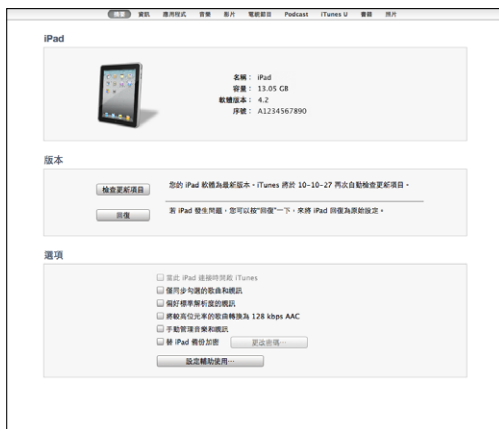 摘要 資訊 應用程式 音樂 影片 電視節目 Podcast iTunes U 書籍 照片
iPad
名稱： iPad
容量： 13.05 GB
軟體版本： 4.2
序號： A1234567890
版本
檢查更新項目
您的 iPad 軟體為最新版本。iTunes 將於 10-10-27 再次自動檢查更新項目。
回復
若 iPad 發生問題，您可以按“回復”一下，來將 iPad 回復為原始設定。
選項
當此 iPad 連接時開啟 iTunes
僅同步勾選的歌曲和視訊
偏好標準解析度的視訊
將較高位元率的歌曲轉換為 128 kbps AAC
手動管理音樂和視訊
替 iPad 備份加密 更改密碼…
設定輔助使用…